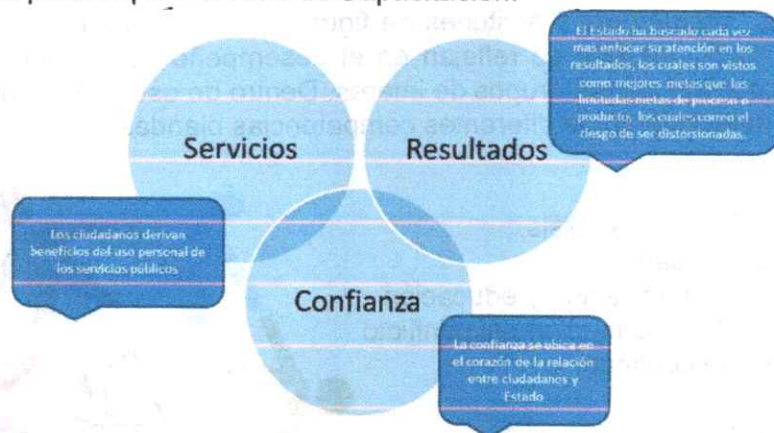 El Estado ha buscado cada vez
mas enfocar su atención en los
resultados, los cuales son vistos
como mejores metas que las
limitadas metas de proceso o
producto, los cuales corren el
riesgo de ser distorsionadas.
Servicios
Resultados
Los ciudadanos derivan
beneficios del uso personal de
los servicios públicos
Confianza
La confianza se ubica en
el corazón de la relación
entre ciudadanos y
Estado